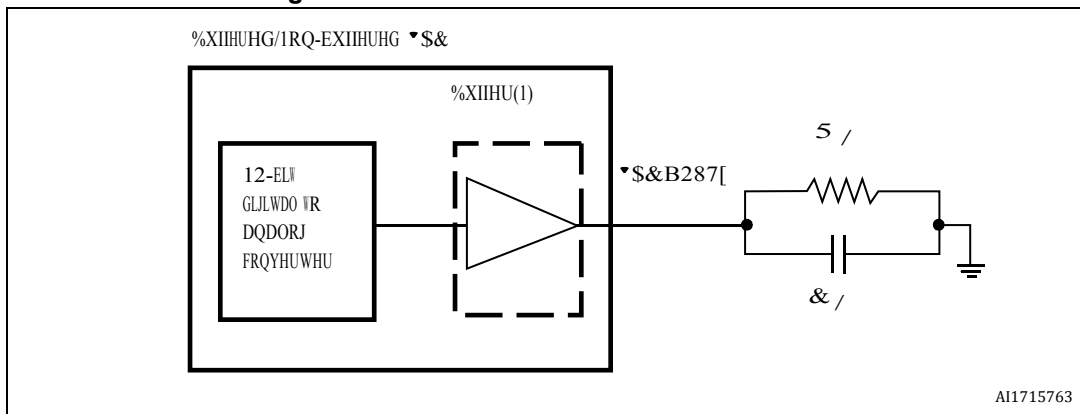 %XIIHUHG/1RQ-EXIIHUHG ▾$&
%XIIHU(1)
12-ELW
GLJLWDO WR
DQDORJ
FRQYHUWHU
▾$&B287[
5 /
& /
AI1715763